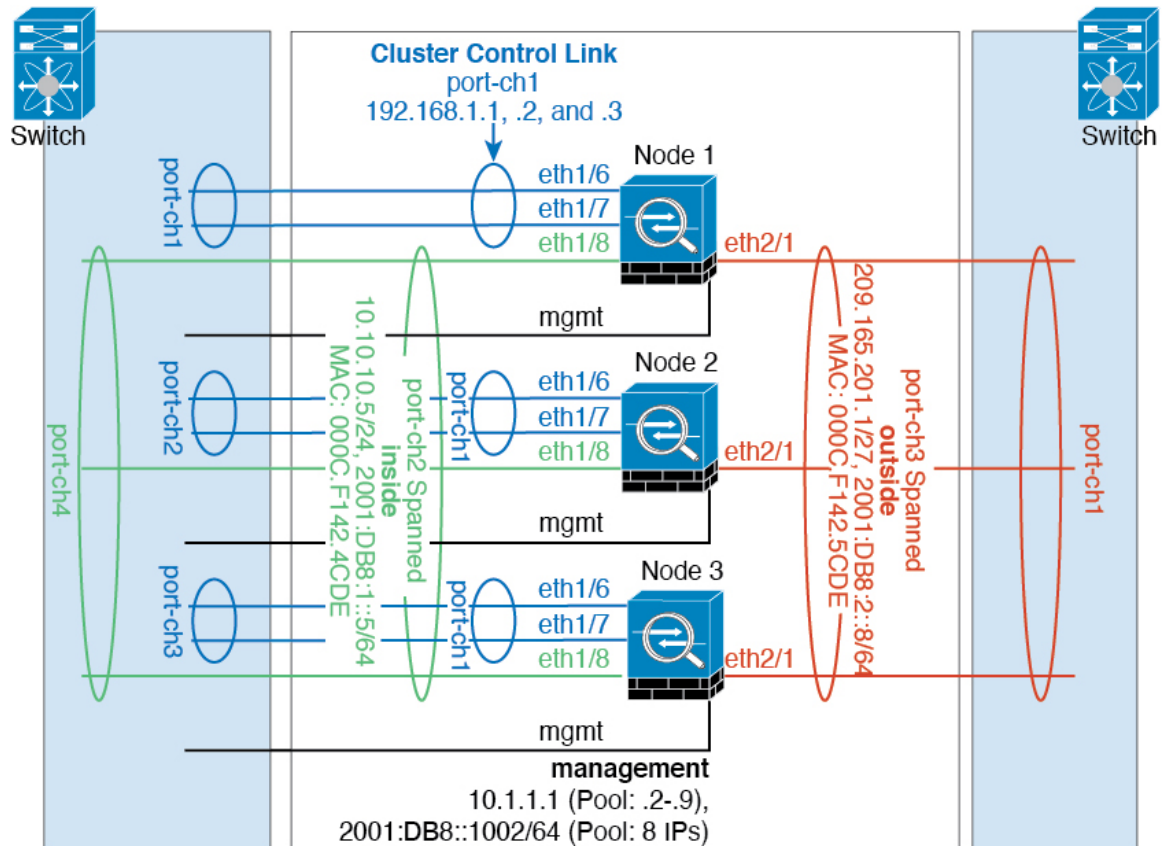 Switch
Cluster Control Link
port-ch1
192.168.1.1, .2, and .3
Switch
port-ch1
eth1/6
eth1/7
eth1/8
Node 1
eth2/1
mgmt
port-ch2
port-ch1
eth1/6
eth1/7
eth1/8
Node 2
eth2/1
mgmt
port-ch3
port-ch1
eth1/6
eth1/7
eth1/8
Node 3
eth2/1
mgmt
port-ch4
port-ch2 Spanned
inside
10.10.10.5/24, 2001:DB8:1::5/64
MAC: 000C.F142.4CDE
port-ch3 Spanned
outside
209.165.201.1/27, 2001:DB8:2::8/64
MAC: 000C.F142.5CDE
port-ch1
management
10.1.1.1 (Pool: .2-.9),
2001:DB8::1002/64 (Pool: 8 IPs)